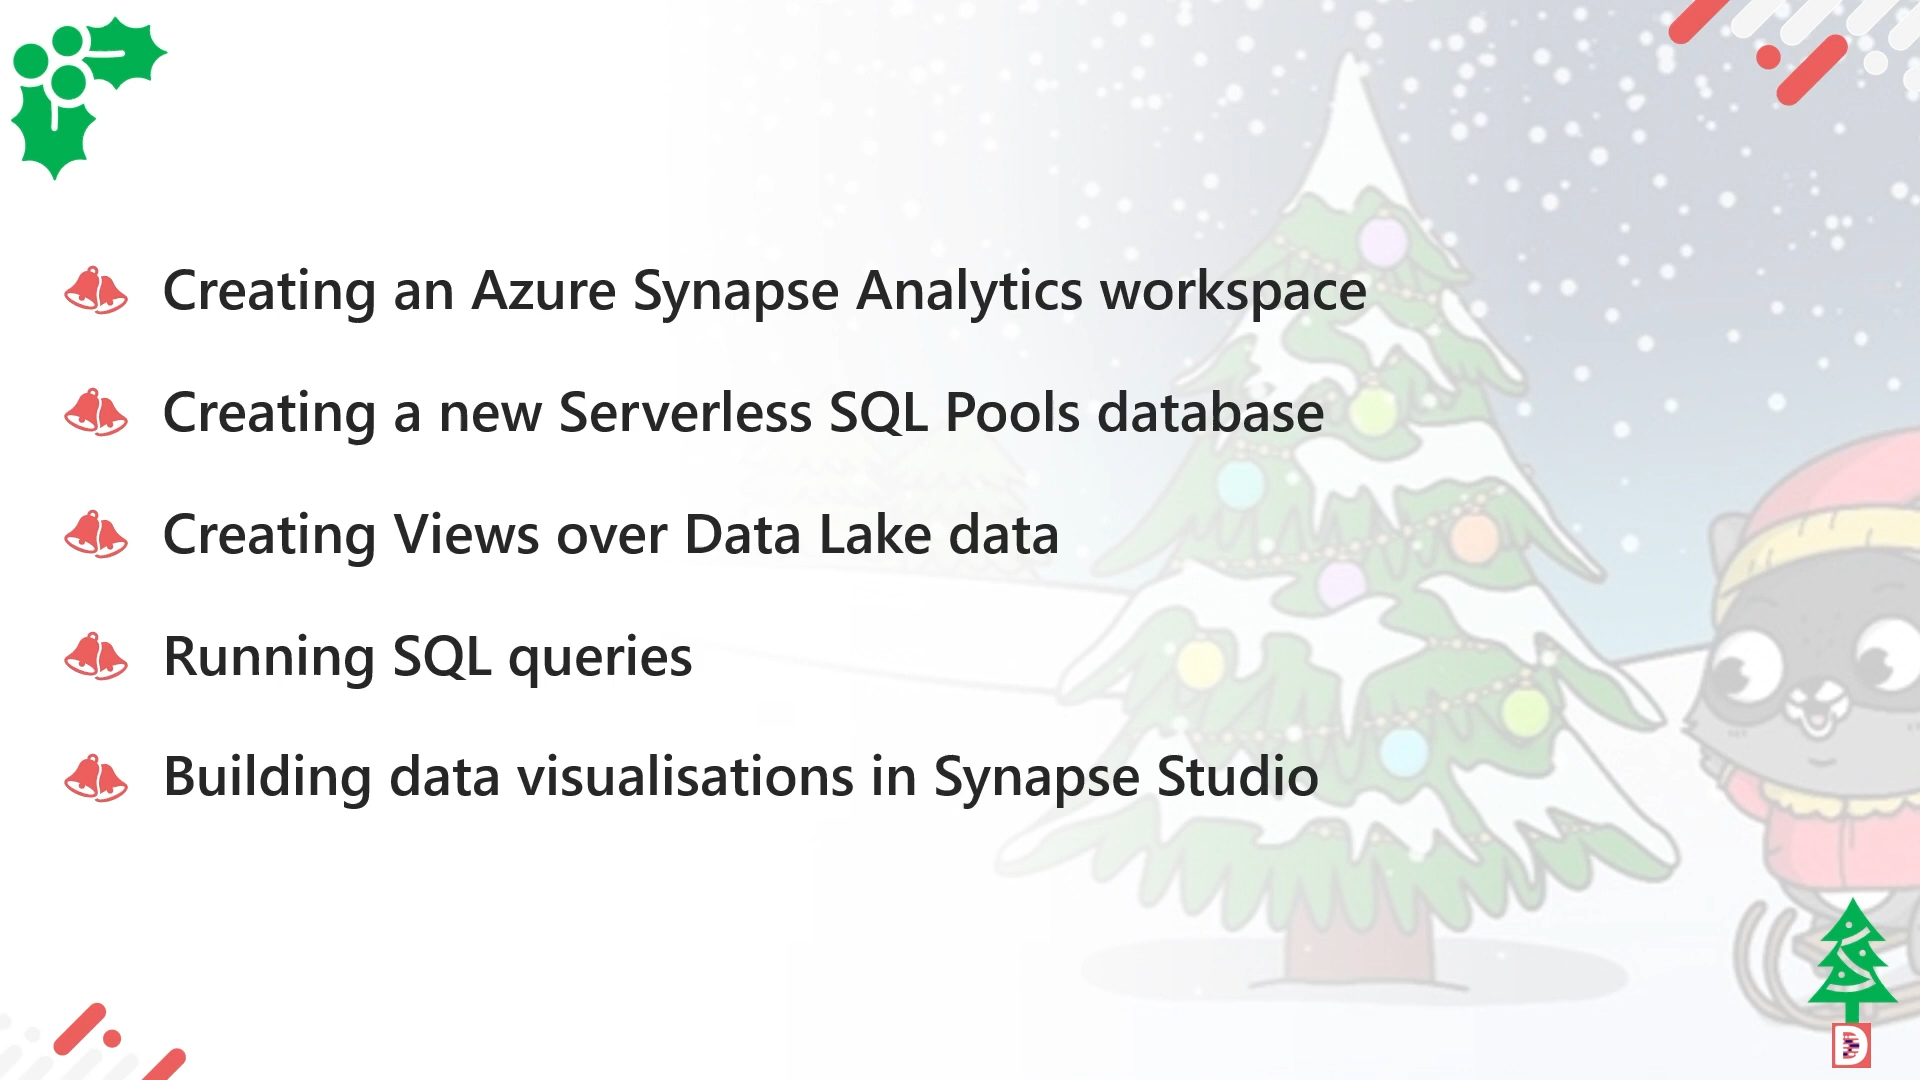 Creating an Azure Synapse Analytics workspace
Creating a new Serverless SQL Pools database
Creating Views over Data Lake data
Running SQL queries
Building data visualisations in Synapse Studio
D